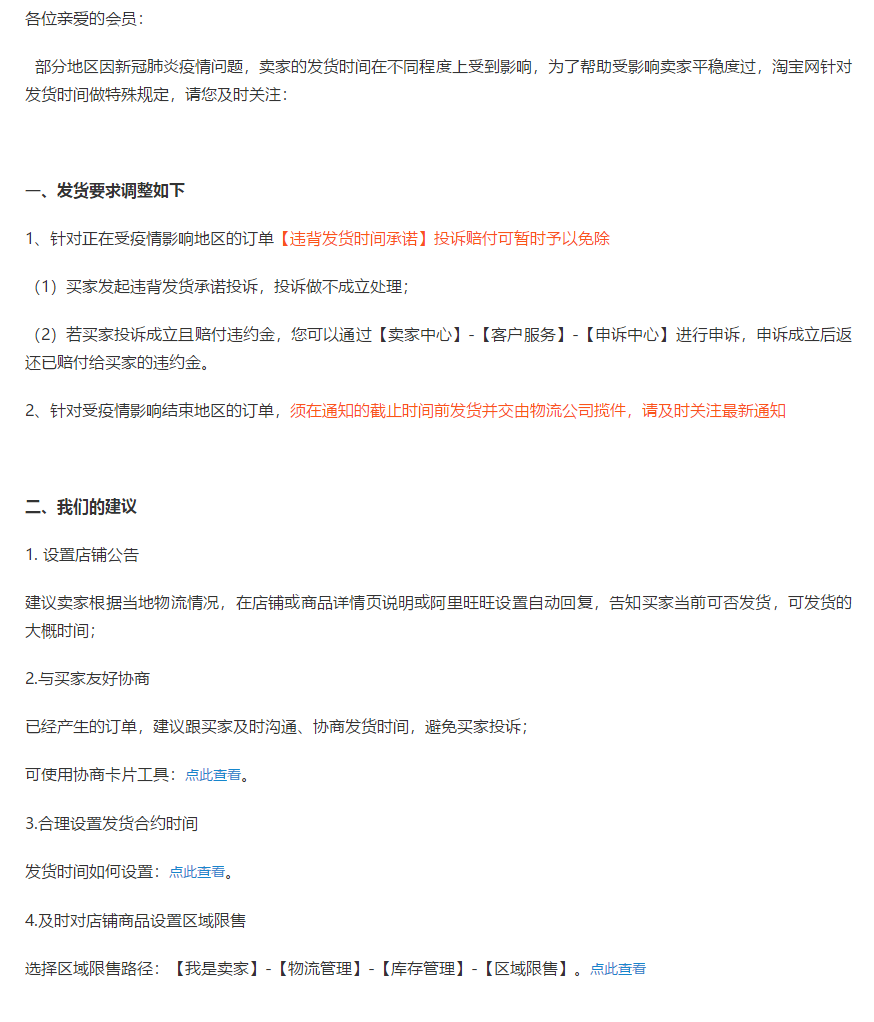 各位亲爱的会员：
部分地区因新冠肺炎疫情问题，卖家的发货时间在不同程度上受到影响，为了帮助受影响卖家平稳度过，淘宝网针对
发货时间做特殊规定，请您及时关注：
一、发货要求调整如下
1、针对正在受疫情影响地区的订单【违背发货时间承诺】投诉赔付可暂时予以免除
（1）买家发起违背发货承诺投诉，投诉做不成立处理；
（2）若买家投诉成立且赔付违约金，您可以通过【卖家中心】-【客户服务】-【申诉中心】进行申诉，申诉成立后返
还已赔付给买家的违约金。
2、针对受疫情影响结束地区的订单，须在通知的截止时间前发货并交由物流公司揽件，请及时关注最新通知
二、我们的建议
1. 设置店铺公告
建议卖家根据当地物流情况，在店铺或商品详情页说明或阿里旺旺设置自动回复，告知买家当前可否发货，可发货的
大概时间；
2.与买家友好协商
已经产生的订单，建议跟买家及时沟通、协商发货时间，避免买家投诉；
可使用协商卡片工具：点此查看。
3.合理设置发货合约时间
发货时间如何设置：点此查看。
4.及时对店铺商品设置区域限售
选择区域限售路径：【我是卖家】-【物流管理】-【库存管理】-【区域限售】。点此查看